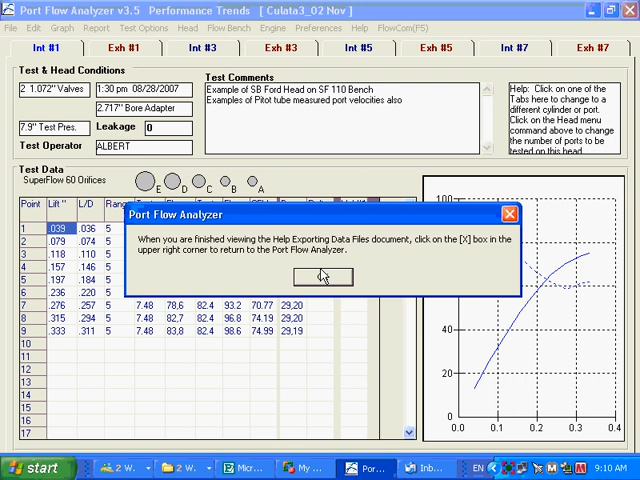 Port Flow Analyzer v3.5 Performance Trends [ Culata3_02 Nov ]
File Edit Graph Report Test Options Head Flow Bench Engine Preferences Help FlowCom(F5)
Int #1 Exh #1 Int #3 Exh #3 Int #5 Exh #5 Int #7 Exh #7
Test & Head Conditions
2 1.072" Valves
1:30 pm 08/28/2007
2.717" Bore Adapter
7.9" Test Pres.
Leakage 0
Test Operator ALBERT
Test Comments
Example of SB Ford Head on SF 110 Bench
Examples of Pitot tube measured port velocities also
Help: Click on one of the
Tabs here to change to a
different cylinder or port.
Click on the Head menu
command above to change
the number of ports to be
tested on this head
Test Data
SuperFlow 60 Orifices E D C B A
Point Lift " L/D
1 .039 .036 5
2 .079 .074 5
3 .118 .110 5
4 .157 .146 5
5 .197 .184 5
6 .236 .220 5
7 .276 .257 5 7.48 78,6 82.4 93.2 70.77 29,20
8 .315 .294 5 7.48 82,7 82.4 96.8 74.19 29,20
9 .333 .311 5 7.48 83,8 82.4 98.6 74.99 29,19
10
11
12
13
14
15
16
17
Port Flow Analyzer
When you are finished viewing the Help Exporting Data Files document, click on the [X] box in the
upper right corner to return to the Port Flow Analyzer.
100
60
40
20
0.0
0.0 0.1 0.2 0.3 0.4
start 2 W. 2 W. Micr... My ... Por... Inb... EN 9:10 AM